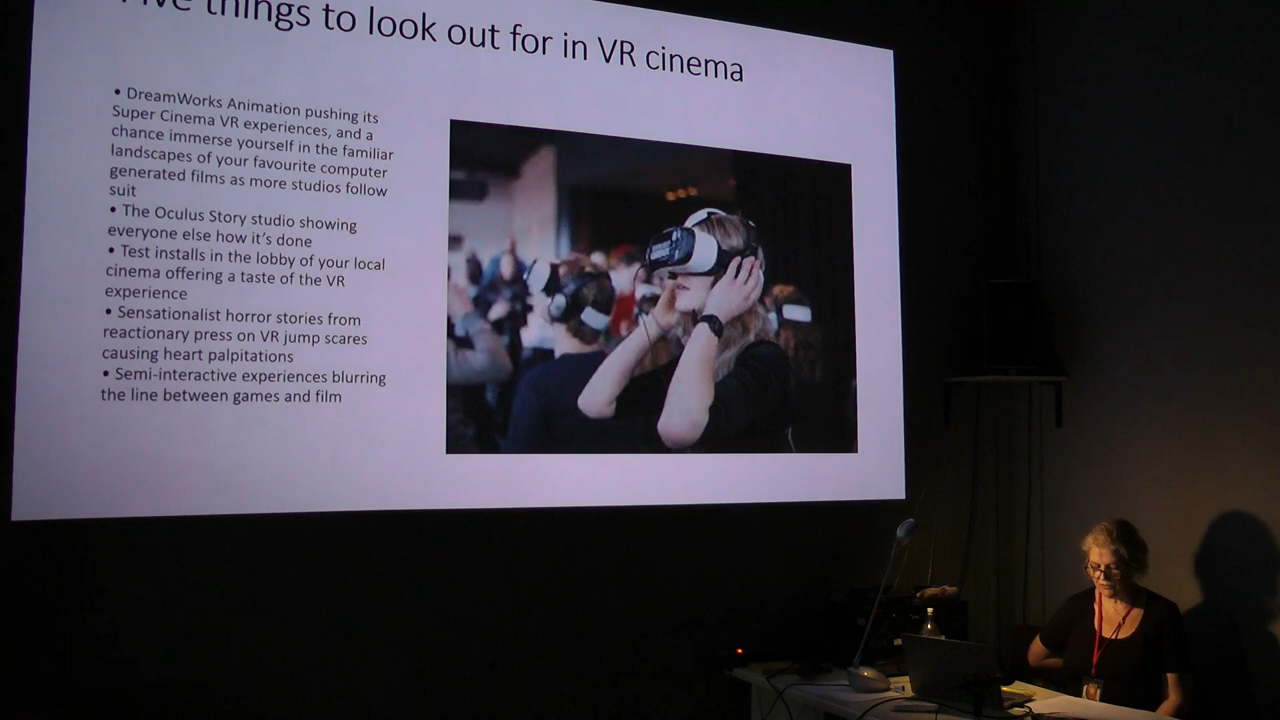 Five things to look out for in VR cinema
• DreamWorks Animation pushing its
Super Cinema VR experiences, and a
chance immerse yourself in the familiar
landscapes of your favourite computer
generated films as more studios follow
suit
• The Oculus Story studio showing
everyone else how it's done
• Test installs in the lobby of your local
cinema offering a taste of the VR
experience
• Sensationalist horror stories from
reactionary press on VR jump scares
causing heart palpitations
• Semi-interactive experiences blurring
the line between games and film